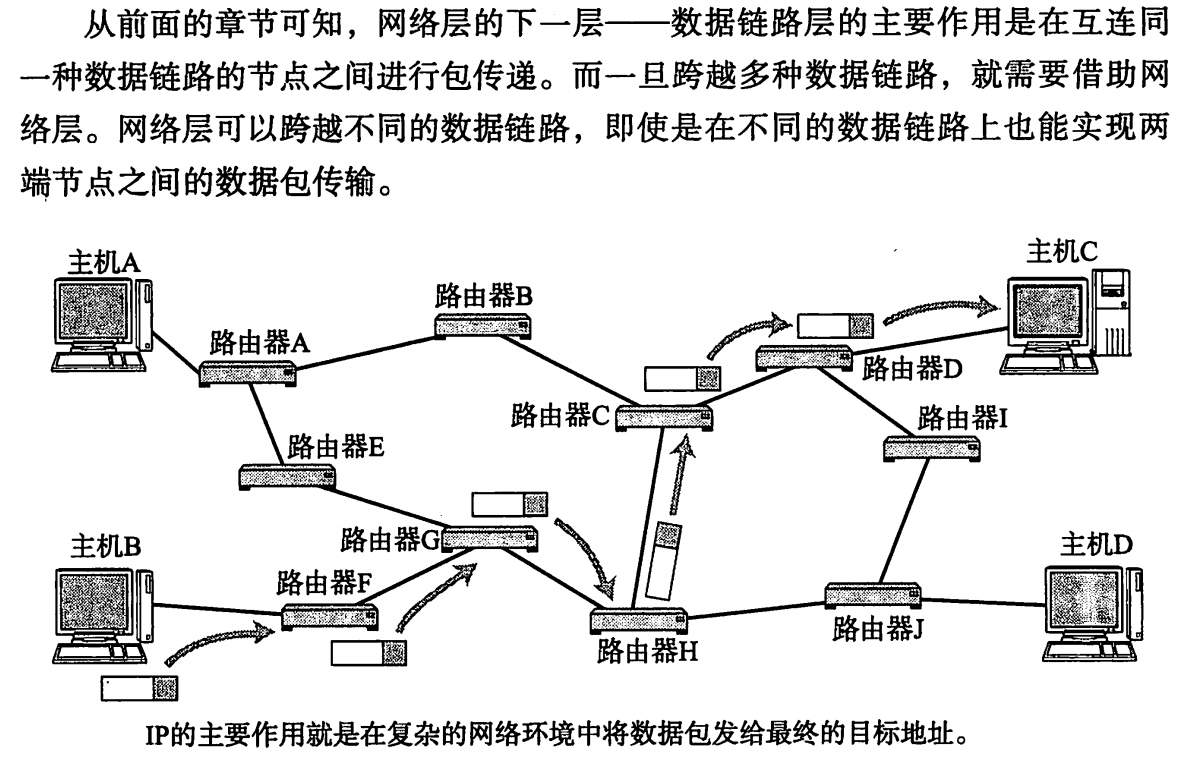 从前面的章节可知，网络层的下一层——数据链路层的主要作用是在互连同
一种数据链路的节点之间进行包传递。而一旦跨越多种数据链路，就需要借助网
络层。网络层可以跨越不同的数据链路，即使是在不同的数据链路上也能实现两
端节点之间的数据包传输。
主机A
主机C
路由器B
路由器A
路由器D
路由器C
路由器I
路由器E
路由器G
主机B
主机D
路由器F
路由器J
路由器H
IP的主要作用就是在复杂的网络环境中将数据包发给最终的目标地址。